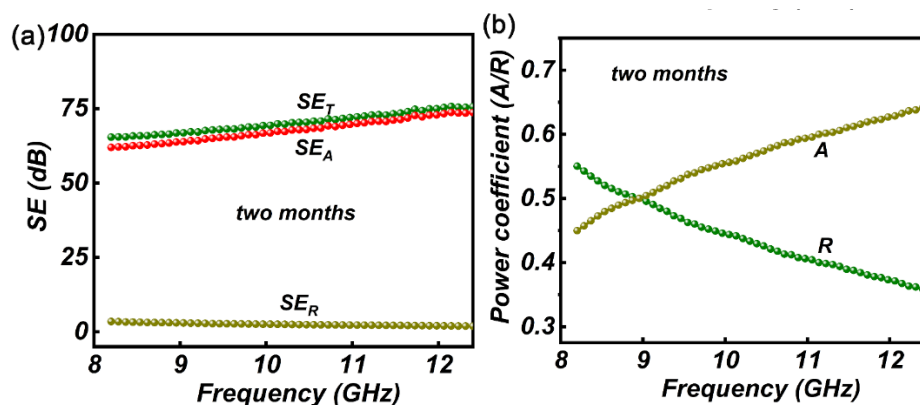 (a)
SE (dB)
100
75
50
25
0
SE_T
SE_A
two months
SE_R
8 9 10 11 12
Frequency (GHz)
(b)
Power coefficient (A/R)
0.7
0.6
0.5
0.4
0.3
two months
A
R
8 9 10 11 12
Frequency (GHz)